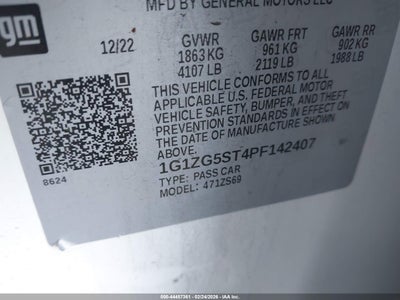 MFD BY GENERAL MOTORS LLC
gm
12/22 GVWR GAWR FRT GAWR RR
1863 KG 961 KG 902 KG
4107 LB 2119 LB 1988 LB
THIS VEHICLE CONFORMS TO ALL
APPLICABLE U.S. FEDERAL MOTOR
VEHICLE SAFETY, BUMPER, AND THEFT
PREVENTION STANDARDS IN EFFECT ON
THE DATE OF MANUFACTURE SHOWN
ABOVE.
1G1ZG5ST4PF142407
TYPE: PASS CAR
MODEL: 471ZS69
8624
500-44457361 - 02/24/2026 - IAA Inc.